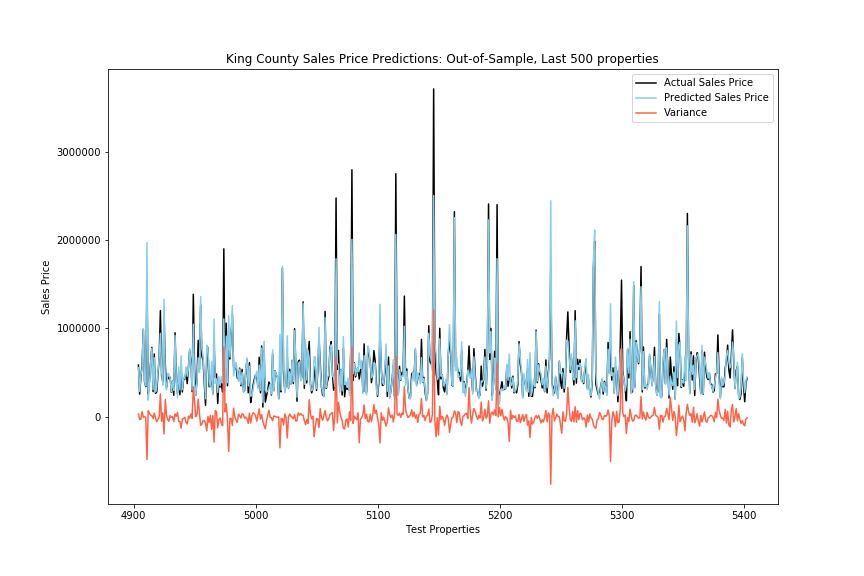 King County Sales Price Predictions: Out-of-Sample, Last 500 properties
Actual Sales Price
Predicted Sales Price
Variance
Sales Price
3000000
2000000
1000000
0
4900
5000
5100
5200
5300
5400
Test Properties